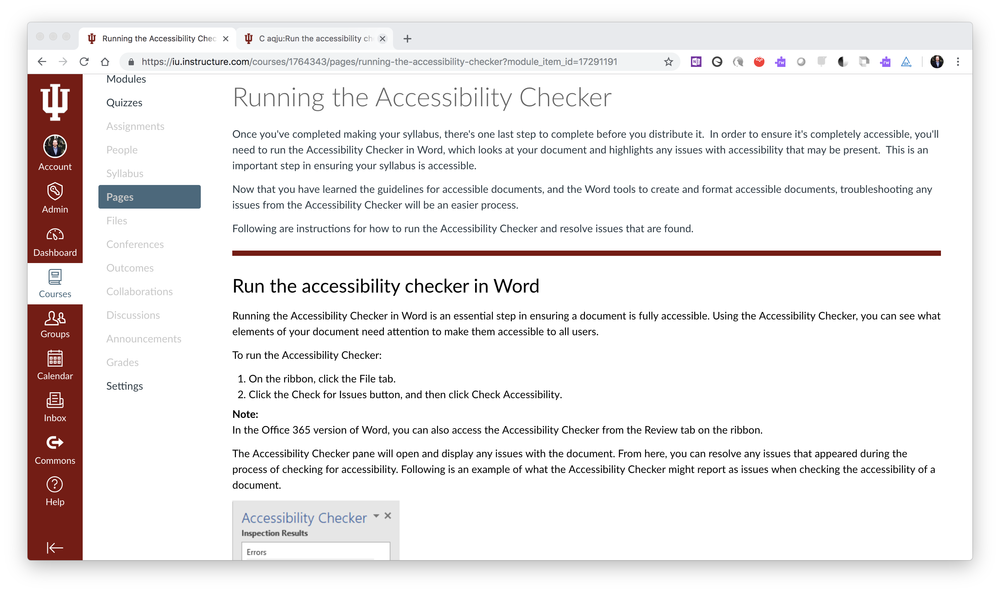 Running the Accessibility Chec
C aqju:Run the accessibility ch
https://iu.instructure.com/courses/1764343/pages/running-the-accessibility-checker?module_item_id=17291191
Account
Admin
Dashboard
Courses
Groups
Calendar
Inbox
Commons
Help
Modules
Quizzes
Assignments
People
Syllabus
Pages
Files
Conferences
Outcomes
Collaborations
Discussions
Announcements
Grades
Settings
Running the Accessibility Checker
Once you've completed making your syllabus, there's one last step to complete before you distribute it.  In order to ensure it's completely accessible, you'll
need to run the Accessibility Checker in Word, which looks at your document and highlights any issues with accessibility that may be present.  This is an
important step in ensuring your syllabus is accessible.
Now that you have learned the guidelines for accessible documents, and the Word tools to create and format accessible documents, troubleshooting any
issues from the Accessibility Checker will be an easier process.
Following are instructions for how to run the Accessibility Checker and resolve issues that are found.
Run the accessibility checker in Word
Running the Accessibility Checker in Word is an essential step in ensuring a document is fully accessible. Using the Accessibility Checker, you can see what
elements of your document need attention to make them accessible to all users.
To run the Accessibility Checker:
1. On the ribbon, click the File tab.
2. Click the Check for Issues button, and then click Check Accessibility.
Note:
In the Office 365 version of Word, you can also access the Accessibility Checker from the Review tab on the ribbon.
The Accessibility Checker pane will open and display any issues with the document. From here, you can resolve any issues that appeared during the
process of checking for accessibility. Following is an example of what the Accessibility Checker might report as issues when checking the accessibility of a
document.
Accessibility Checker
Inspection Results
Errors